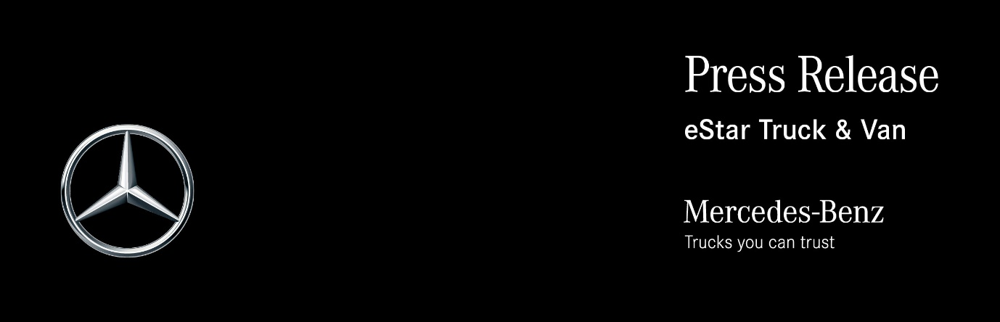 Press Release
eStar Truck & Van
Mercedes-Benz
Trucks you can trust